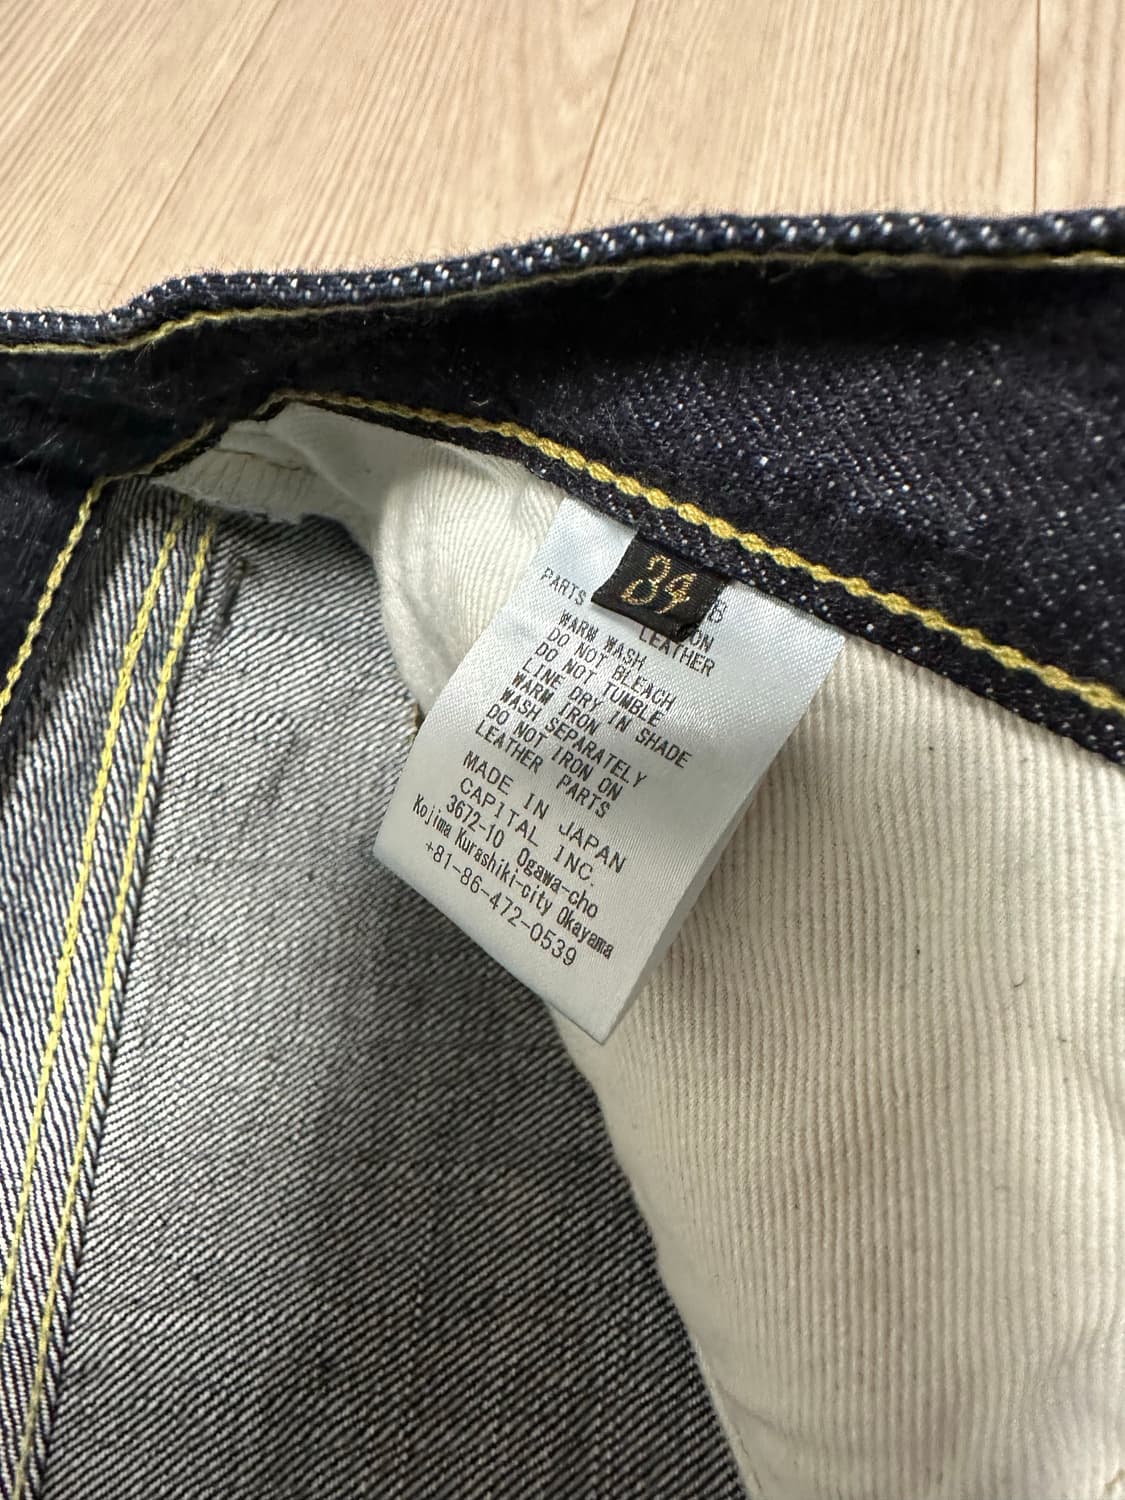 34
PARTS
LEATHER
WARM WASH
DO NOT BLEACH
DO NOT TUMBLE
LINE DRY IN SHADE
WARM IRON
WASH SEPARATELY
DO NOT IRON ON
LEATHER PARTS
MADE IN JAPAN
CAPITAL INC.
3672-10 Ogawa-cho
Kojima Kurashiki-city Okayama
+81-86-472-0539